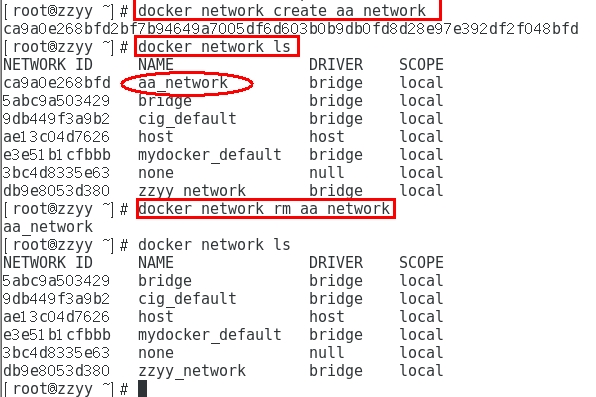 [root@zzyy ~]# docker network create aa_network
ca9a0e268bfd2bf7b94649a7005df6d603b0b9db0fd8d28e97e392df2f048bfd
[root@zzyy ~]# docker network ls
NETWORK ID     NAME               DRIVER    SCOPE
ca9a0e268bfd   aa_network         bridge    local
5abc9a503429   bridge             bridge    local
9db449f3a9b2   cig_default        bridge    local
ae13c04d7626   host               host      local
e3e51b1cfbbb   mydocker_default   bridge    local
3bc4d8335e63   none               null      local
db9e8053d380   zzyy_network       bridge    local
[root@zzyy ~]# docker network rm aa_network
aa_network
[root@zzyy ~]# docker network ls
NETWORK ID     NAME               DRIVER    SCOPE
5abc9a503429   bridge             bridge    local
9db449f3a9b2   cig_default        bridge    local
ae13c04d7626   host               host      local
e3e51b1cfbbb   mydocker_default   bridge    local
3bc4d8335e63   none               null      local
db9e8053d380   zzyy_network       bridge    local
[root@zzyy ~]#